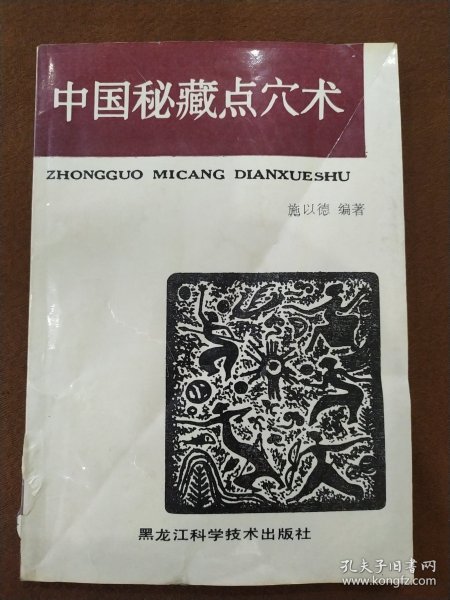 中国秘藏点穴术
ZHONGGUO MICANG DIANXUESHU
施以德 编著
黑龙江科学技术出版社
孔夫子旧书网
www.kongfz.com